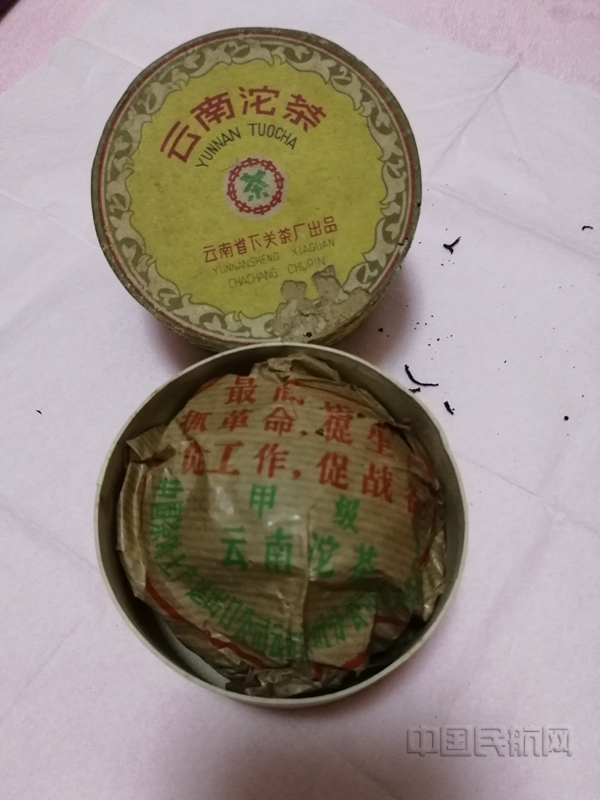 云南沱茶
YUNNAN TUOCHA
茶
云南省下关茶厂出品
YUNNANSHENG XIAGUAN
CHACHANG CHUPIN
最
抓革命,促生
促工作,促战
甲 级
云南沱茶
中国民航网